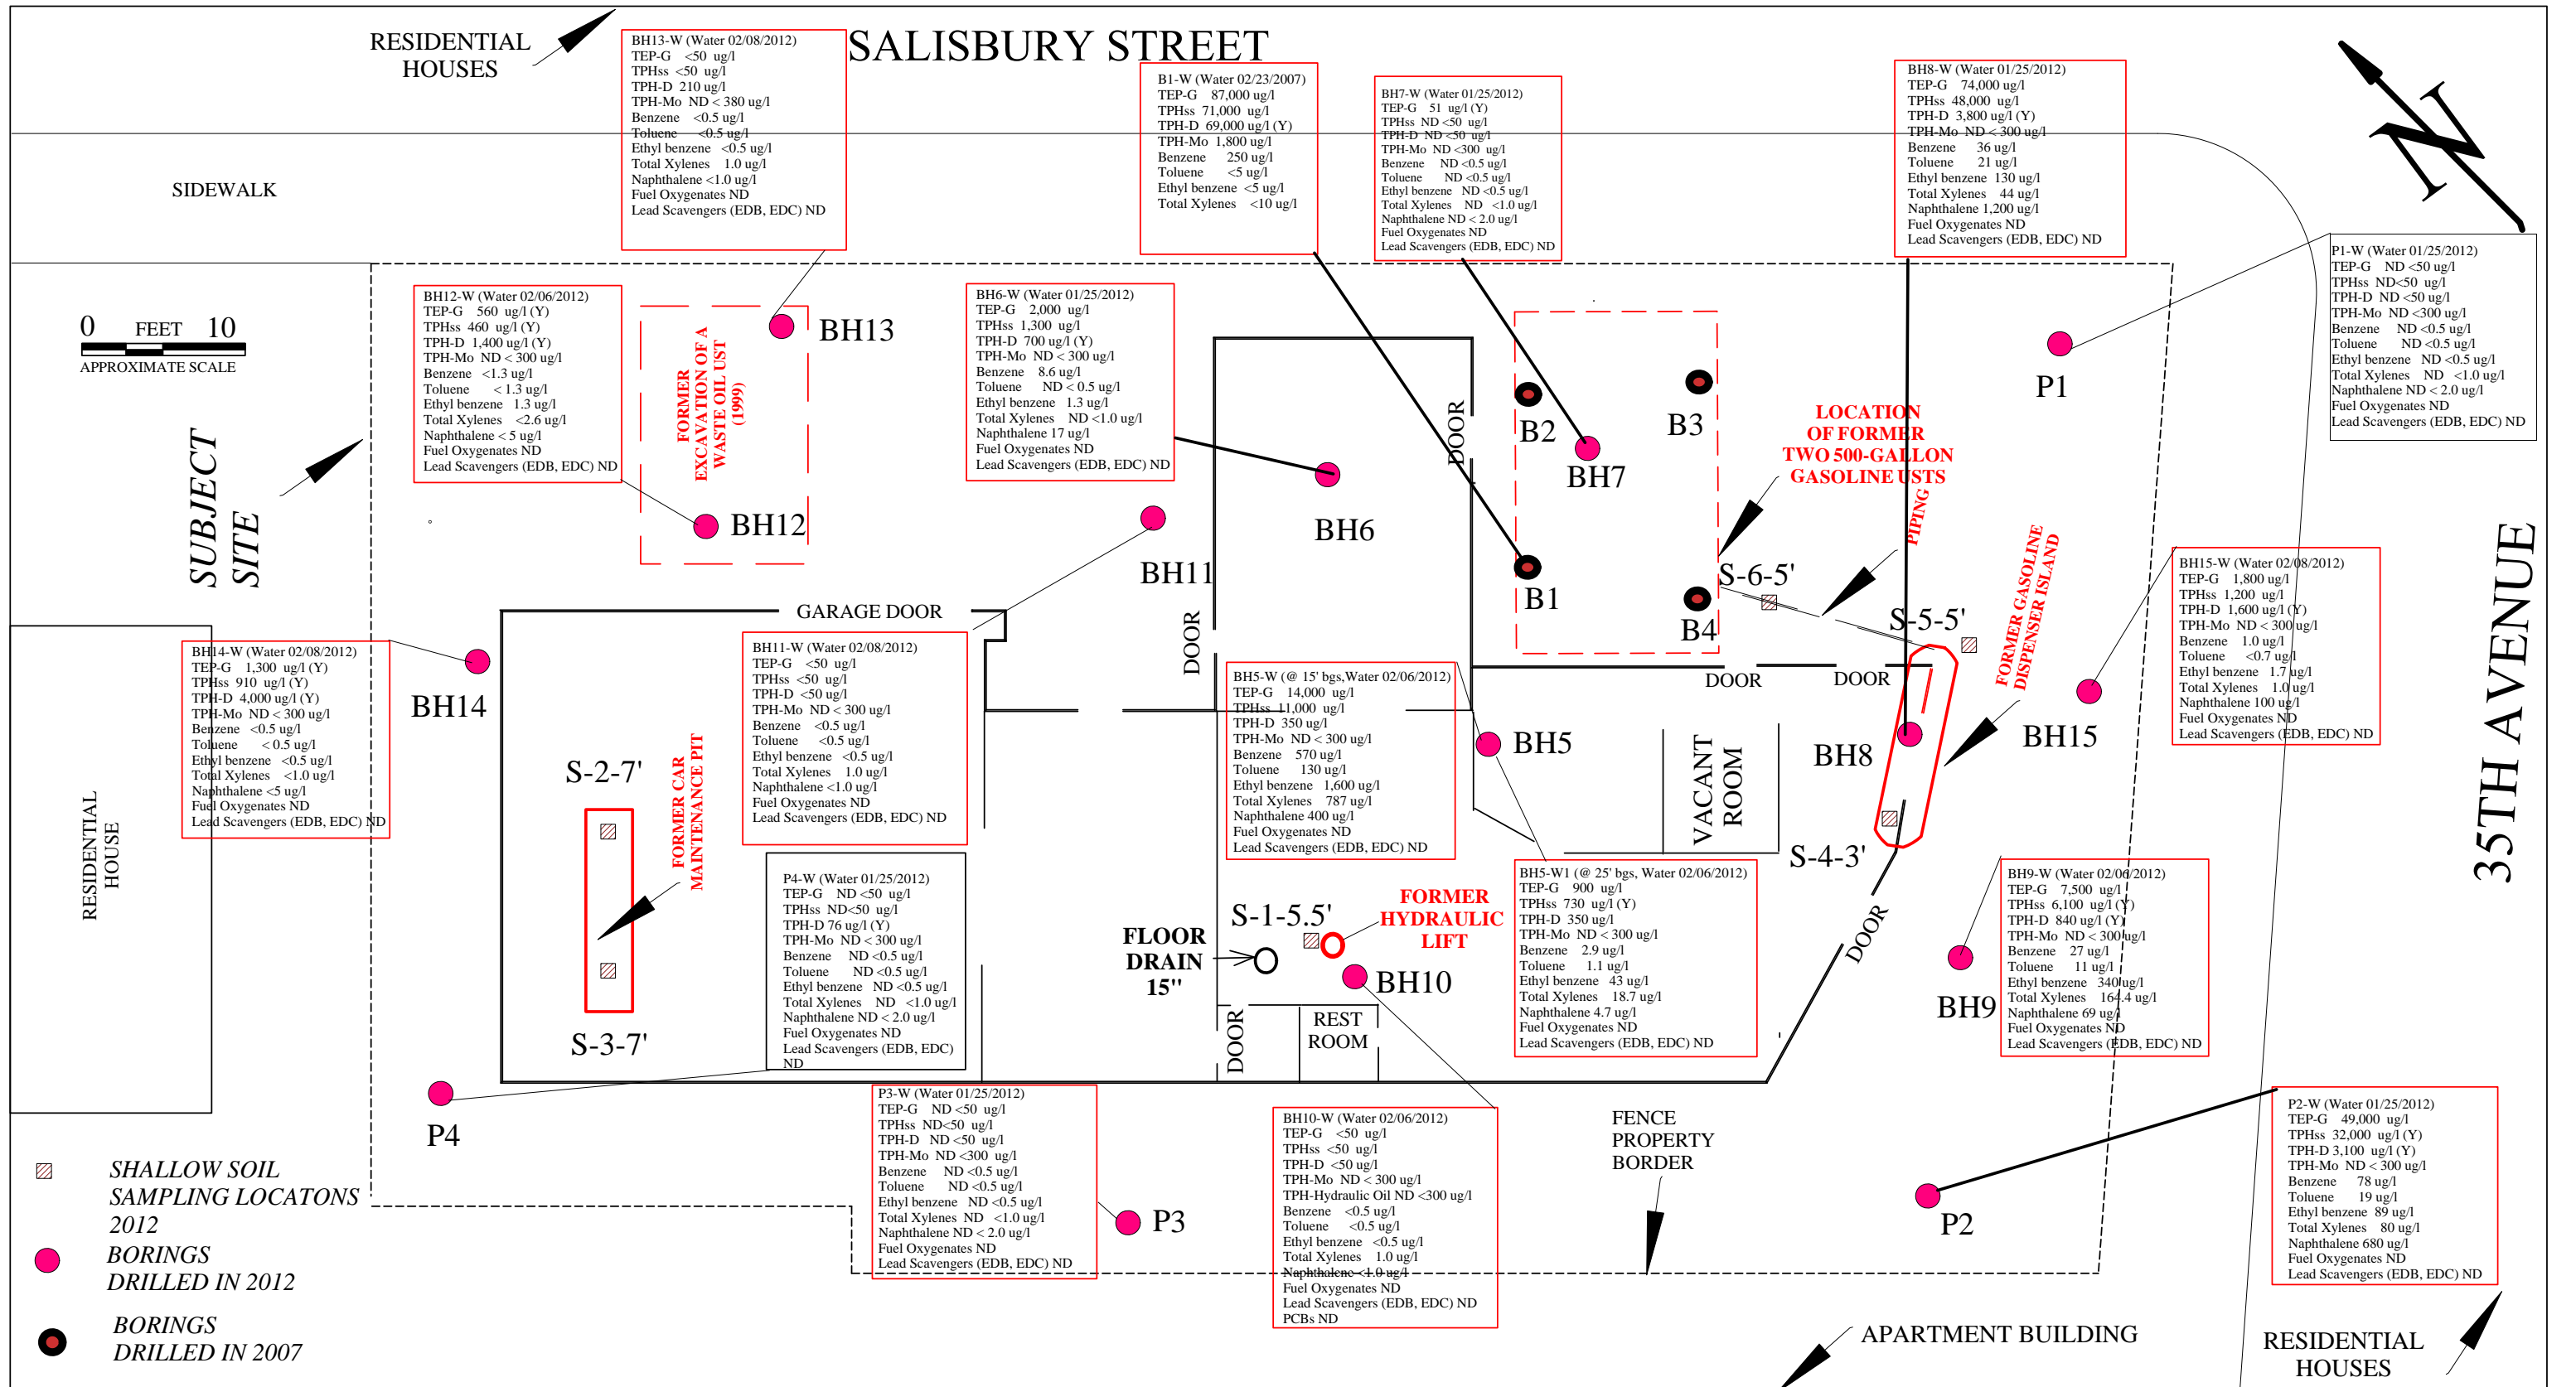 SALISBURY STREET
RESIDENTIAL
HOUSES
BH13-W (Water 02/08/2012)
TEP-G <50 ug/l
TPHss <50 ug/l
TPH-D 210 ug/l
TPH-Mo ND < 380 ug/l
Benzene <0.5 ug/l
Toluene <0.5 ug/l
Ethyl benzene <0.5 ug/l
Total Xylenes 1.0 ug/l
Naphthalene <1.0 ug/l
Fuel Oxygenates ND
Lead Scavengers (EDB, EDC) ND
B1-W (Water 02/23/2007)
TEP-G 87,000 ug/l
TPHss 71,000 ug/l
TPH-D 69,000 ug/l (Y)
TPH-Mo 1,800 ug/l
Benzene 250 ug/l
Toluene <5 ug/l
Ethyl benzene <5 ug/l
Total Xylenes <10 ug/l
BH7-W (Water 01/25/2012)
TEP-G 51 ug/l (Y)
TPHss ND <50 ug/l
TPH-D ND <50 ug/l
TPH-Mo ND <300 ug/l
Benzene ND <0.5 ug/l
Toluene ND <0.5 ug/l
Ethyl benzene ND <0.5 ug/l
Total Xylenes ND <1.0 ug/l
Naphthalene ND < 2.0 ug/l
Fuel Oxygenates ND
Lead Scavengers (EDB, EDC) ND
BH8-W (Water 01/25/2012)
TEP-G 74,000 ug/l
TPHss 48,000 ug/l
TPH-D 3,800 ug/l (Y)
TPH-Mo ND < 300 ug/l
Benzene 36 ug/l
Toluene 21 ug/l
Ethyl benzene 130 ug/l
Total Xylenes 44 ug/l
Naphthalene 1,200 ug/l
Fuel Oxygenates ND
Lead Scavengers (EDB, EDC) ND
N
P1-W (Water 01/25/2012)
TEP-G ND <50 ug/l
TPHss ND<50 ug/l
TPH-D ND <50 ug/l
TPH-Mo ND <300 ug/l
Benzene ND <0.5 ug/l
Toluene ND <0.5 ug/l
Ethyl benzene ND <0.5 ug/l
Total Xylenes ND <1.0 ug/l
Naphthalene ND < 2.0 ug/l
Fuel Oxygenates ND
Lead Scavengers (EDB, EDC) ND
SIDEWALK
0 FEET 10
APPROXIMATE SCALE
SUBJECT
SITE
BH12-W (Water 02/06/2012)
TEP-G 560 ug/l (Y)
TPHss 460 ug/l (Y)
TPH-D 1,400 ug/l (Y)
TPH-Mo ND < 300 ug/l
Benzene <1.3 ug/l
Toluene < 1.3 ug/l
Ethyl benzene 1.3 ug/l
Total Xylenes <2.6 ug/l
Naphthalene < 5 ug/l
Fuel Oxygenates ND
Lead Scavengers (EDB, EDC) ND
FORMER
EXCAVATION OF A
WASTE OIL UST
(1999)
BH13
BH12
BH6-W (Water 01/25/2012)
TEP-G 2,000 ug/l
TPHss 1,300 ug/l
TPH-D 700 ug/l (Y)
TPH-Mo ND < 300 ug/l
Benzene 8.6 ug/l
Toluene ND < 0.5 ug/l
Ethyl benzene 1.3 ug/l
Total Xylenes ND <1.0 ug/l
Naphthalene 17 ug/l
Fuel Oxygenates ND
Lead Scavengers (EDB, EDC) ND
BH11
BH6
DOOR
DOOR
B2
B3
BH7
B1
B4
P1
LOCATION
OF FORMER
TWO 500-GALLON
GASOLINE USTS
PIPING
S-6-5'
S-5-5'
FORMER GASOLINE
DISPENSER ISLAND
BH15-W (Water 02/08/2012)
TEP-G 1,800 ug/l
TPHss 1,200 ug/l
TPH-D 1,600 ug/l (Y)
TPH-Mo ND < 300 ug/l
Benzene 1.0 ug/l
Toluene <0.7 ug/l
Ethyl benzene 1.7 ug/l
Total Xylenes 1.0 ug/l
Naphthalene 100 ug/l
Fuel Oxygenates ND
Lead Scavengers (EDB, EDC) ND
35TH AVENUE
GARAGE DOOR
BH14-W (Water 02/08/2012)
TEP-G 1,300 ug/l (Y)
TPHss 910 ug/l (Y)
TPH-D 4,000 ug/l (Y)
TPH-Mo ND < 300 ug/l
Benzene <0.5 ug/l
Toluene < 0.5 ug/l
Ethyl benzene <0.5 ug/l
Total Xylenes <1.0 ug/l
Naphthalene <5 ug/l
Fuel Oxygenates ND
Lead Scavengers (EDB, EDC) ND
RESIDENTIAL
HOUSE
BH14
S-2-7'
S-3-7'
FORMER CAR
MAINTENANCE PIT
BH11-W (Water 02/08/2012)
TEP-G <50 ug/l
TPHss <50 ug/l
TPH-D <50 ug/l
TPH-Mo ND < 300 ug/l
Benzene <0.5 ug/l
Toluene <0.5 ug/l
Ethyl benzene <0.5 ug/l
Total Xylenes 1.0 ug/l
Naphthalene <1.0 ug/l
Fuel Oxygenates ND
Lead Scavengers (EDB, EDC) ND
BH5-W (@ 15' bgs,Water 02/06/2012)
TEP-G 14,000 ug/l
TPHss 11,000 ug/l
TPH-D 350 ug/l
TPH-Mo ND < 300 ug/l
Benzene 570 ug/l
Toluene 130 ug/l
Ethyl benzene 1,600 ug/l
Total Xylenes 787 ug/l
Naphthalene 400 ug/l
Fuel Oxygenates ND
Lead Scavengers (EDB, EDC) ND
BH5
DOOR
DOOR
VACANT
ROOM
BH8
BH15
S-4-3'
DOOR
P4-W (Water 01/25/2012)
TEP-G ND <50 ug/l
TPHss ND<50 ug/l
TPH-D 76 ug/l (Y)
TPH-Mo ND < 300 ug/l
Benzene ND <0.5 ug/l
Toluene ND <0.5 ug/l
Ethyl benzene ND <0.5 ug/l
Total Xylenes ND <1.0 ug/l
Naphthalene ND < 2.0 ug/l
Fuel Oxygenates ND
Lead Scavengers (EDB, EDC)
ND
FLOOR
DRAIN
15"
S-1-5.5'
FORMER
HYDRAULIC
LIFT
BH10
DOOR
REST
ROOM
BH5-W1 (@ 25' bgs, Water 02/06/2012)
TEP-G 900 ug/l
TPHss 730 ug/l (Y)
TPH-D 350 ug/l
TPH-Mo ND < 300 ug/l
Benzene 2.9 ug/l
Toluene 1.1 ug/l
Ethyl benzene 43 ug/l
Total Xylenes 18.7 ug/l
Naphthalene 4.7 ug/l
Fuel Oxygenates ND
Lead Scavengers (EDB, EDC) ND
BH9
BH9-W (Water 02/06/2012)
TEP-G 7,500 ug/l
TPHss 6,100 ug/l (Y)
TPH-D 840 ug/l (Y)
TPH-Mo ND < 300 ug/l
Benzene 27 ug/l
Toluene 11 ug/l
Ethyl benzene 340 ug/l
Total Xylenes 164.4 ug/l
Naphthalene 69 ug/l
Fuel Oxygenates ND
Lead Scavengers (EDB, EDC) ND
P4
P3-W (Water 01/25/2012)
TEP-G ND <50 ug/l
TPHss ND<50 ug/l
TPH-D ND <50 ug/l
TPH-Mo ND <300 ug/l
Benzene ND <0.5 ug/l
Toluene ND <0.5 ug/l
Ethyl benzene ND <0.5 ug/l
Total Xylenes ND <1.0 ug/l
Naphthalene ND < 2.0 ug/l
Fuel Oxygenates ND
Lead Scavengers (EDB, EDC) ND
P3
BH10-W (Water 02/06/2012)
TEP-G <50 ug/l
TPHss <50 ug/l
TPH-D <50 ug/l
TPH-Mo ND < 300 ug/l
TPH-Hydraulic Oil ND <300 ug/l
Benzene <0.5 ug/l
Toluene <0.5 ug/l
Ethyl benzene <0.5 ug/l
Total Xylenes 1.0 ug/l
Naphthalene <1.0 ug/l
Fuel Oxygenates ND
Lead Scavengers (EDB, EDC) ND
PCBs ND
FENCE
PROPERTY
BORDER
P2
P2-W (Water 01/25/2012)
TEP-G 49,000 ug/l
TPHss 32,000 ug/l (Y)
TPH-D 3,100 ug/l (Y)
TPH-Mo ND < 300 ug/l
Benzene 78 ug/l
Toluene 19 ug/l
Ethyl benzene 89 ug/l
Total Xylenes 80 ug/l
Naphthalene 680 ug/l
Fuel Oxygenates ND
Lead Scavengers (EDB, EDC) ND
SHALLOW SOIL
SAMPLING LOCATONS
2012
BORINGS
DRILLED IN 2012
BORINGS
DRILLED IN 2007
APARTMENT BUILDING
RESIDENTIAL
HOUSES